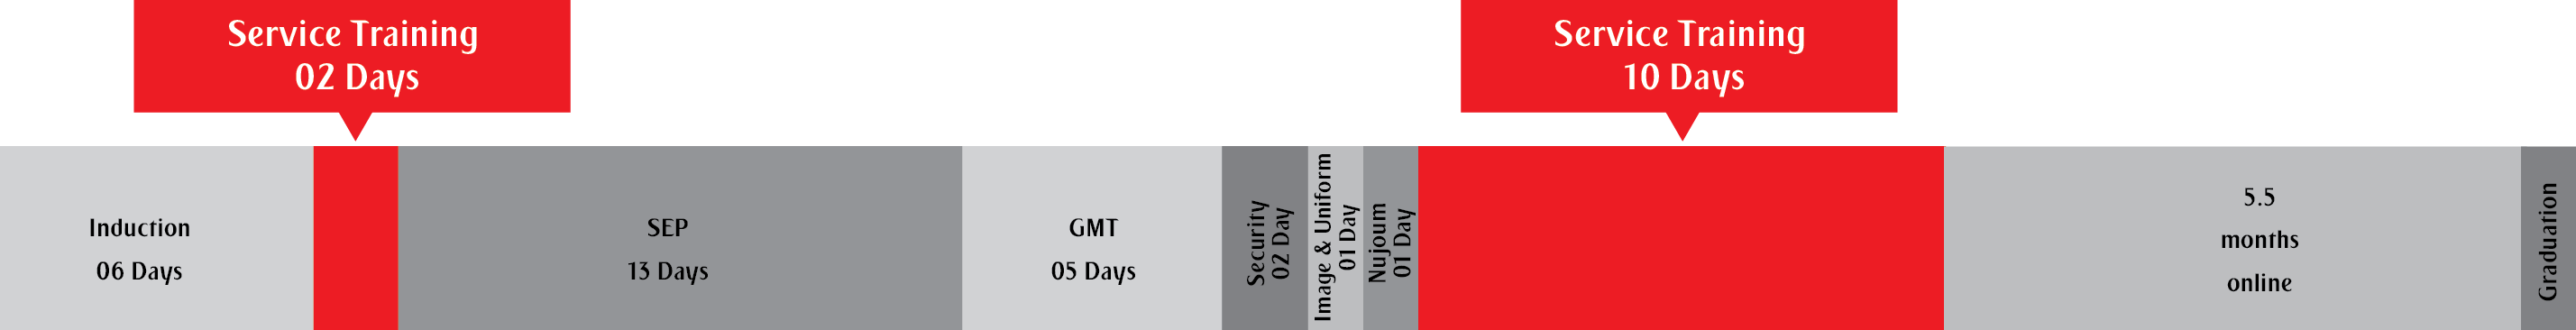 Service Training
02 Days
Service Training
10 Days
Induction
06 Days
SEP
13 Days
GMT
05 Days
Security
02 Day
Image & Uniform
01 Day
Nujoum
01 Day
5.5
months
online
Graduation